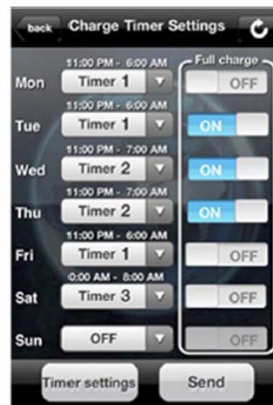 back Charge Timer Settings
Full charge
11:00 PM - 6:00 AM
Mon Timer 1 OFF
11:00 PM - 6:00 AM
Tue Timer 1 ON
11:00 PM - 7:00 AM
Wed Timer 2 ON
11:00 PM - 7:00 AM
Thu Timer 2 ON
11:00 PM - 6:00 AM
Fri Timer 1 OFF
0:00 AM - 8:00 AM
Sat Timer 3 OFF
Sun OFF OFF
Timer settings Send